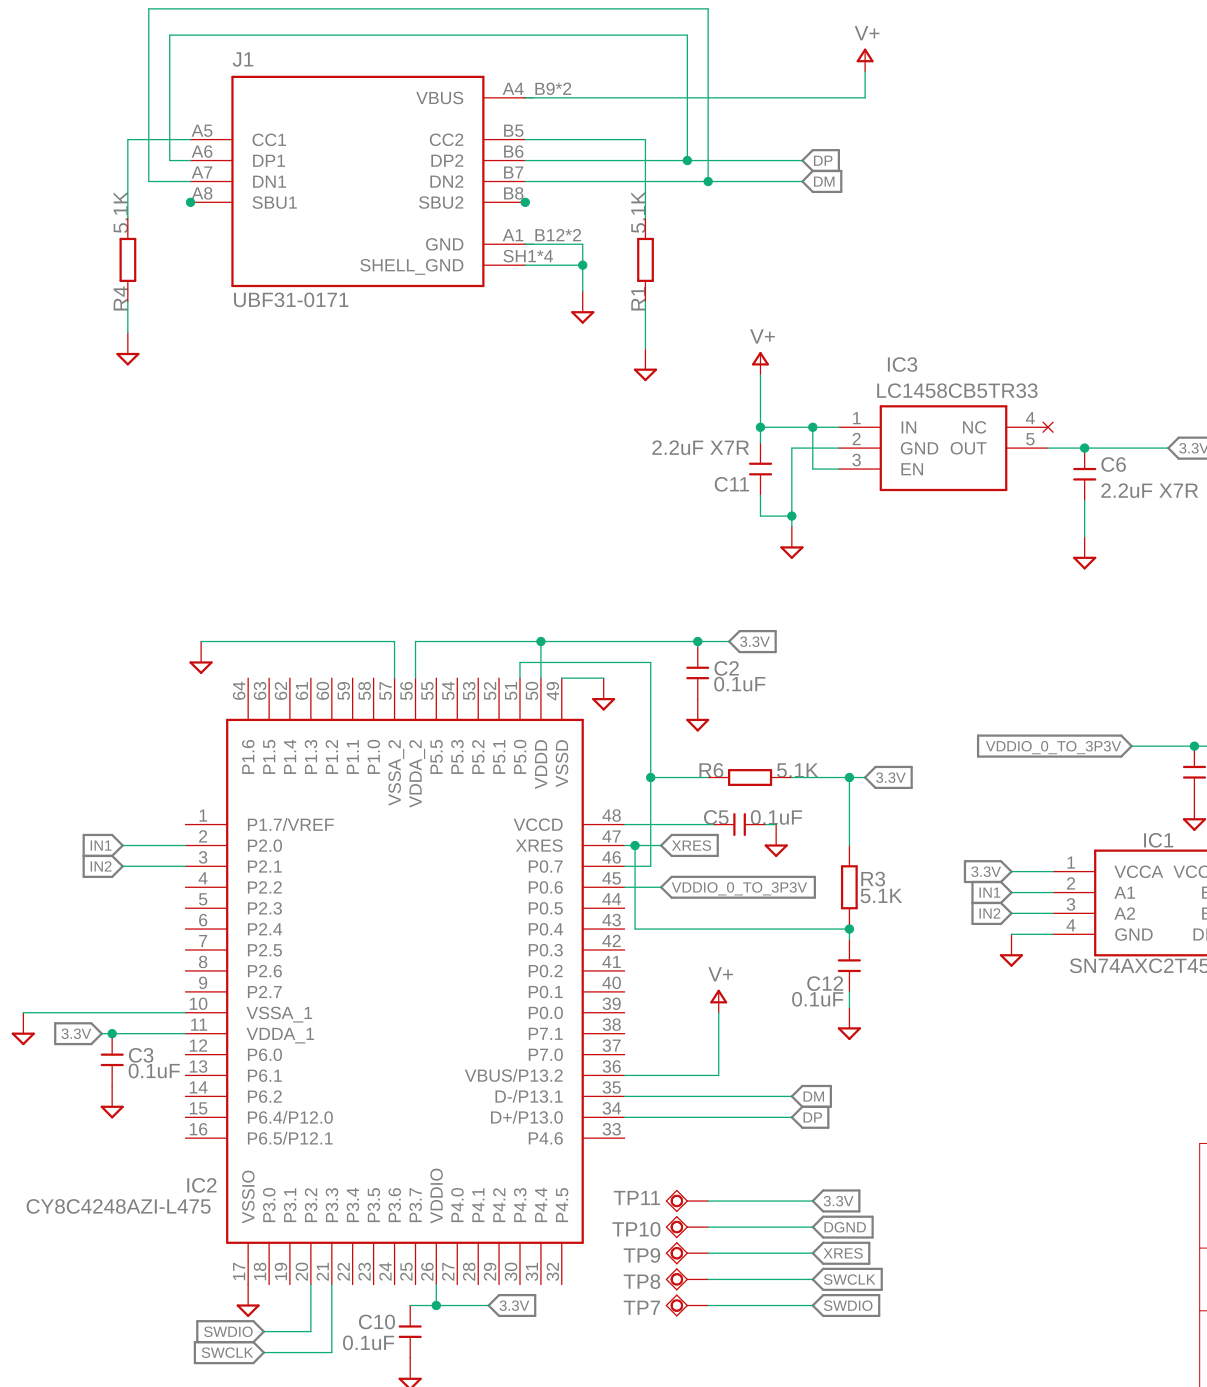 V+
J1
VBUS
A4 B9*2
A5
CC1
CC2
B5
A6
DP1
DP2
B6
DP
A7
DN1
DN2
B7
DM
A8
SBU1
SBU2
B8
5.1K
R4
GND
A1 B12*2
SHELL_GND
SH1*4
5.1K
R1
UBF31-0171
V+
IC3
LC1458CB5TR33
1
IN
NC
4
2
GND
OUT
5
3
EN
3.3V
2.2uF X7R
C11
C6
2.2uF X7R
3.3V
C2
0.1uF
64
63
62
61
60
59
58
57
56
55
54
53
52
51
50
49
P1.6
P1.5
P1.4
P1.3
P1.2
P1.1
P1.0
VSSA_2
VDDA_2
P5.5
P5.3
P5.2
P5.1
P5.0
VDDD
VSSD
VDDIO_0_TO_3P3V
R6
5.1K
3.3V
1
P1.7/VREF
VCCD
48
C5
0.1uF
IN1
2
P2.0
XRES
47
XRES
IN2
3
P2.1
P0.7
46
4
P2.2
P0.6
45
VDDIO_0_TO_3P3V
R3
5.1K
5
P2.3
P0.5
44
6
P2.4
P0.4
43
7
P2.5
P0.3
42
8
P2.6
P0.2
41
9
P2.7
P0.1
40
C12
0.1uF
10
VSSA_1
P0.0
39
3.3V
11
VDDA_1
P7.1
38
12
P6.0
P7.0
37
C3
0.1uF
13
P6.1
VBUS/P13.2
36
V+
14
P6.2
D-/P13.1
35
DM
15
P6.4/P12.0
D+/P13.0
34
DP
16
P6.5/P12.1
P4.6
33
IC1
3.3V
1
VCCA
IN1
2
A1
IN2
3
A2
4
GND
SN74AXC2T45
IC2
CY8C4248AZI-L475
VSSIO
P3.0
P3.1
P3.2
P3.3
P3.4
P3.5
P3.6
P3.7
VDDIO
P4.0
P4.1
P4.2
P4.3
P4.4
P4.5
17
18
19
20
21
22
23
24
25
26
27
28
29
30
31
32
SWDIO
SWCLK
C10
0.1uF
3.3V
TP11
3.3V
TP10
DGND
TP9
XRES
TP8
SWCLK
TP7
SWDIO